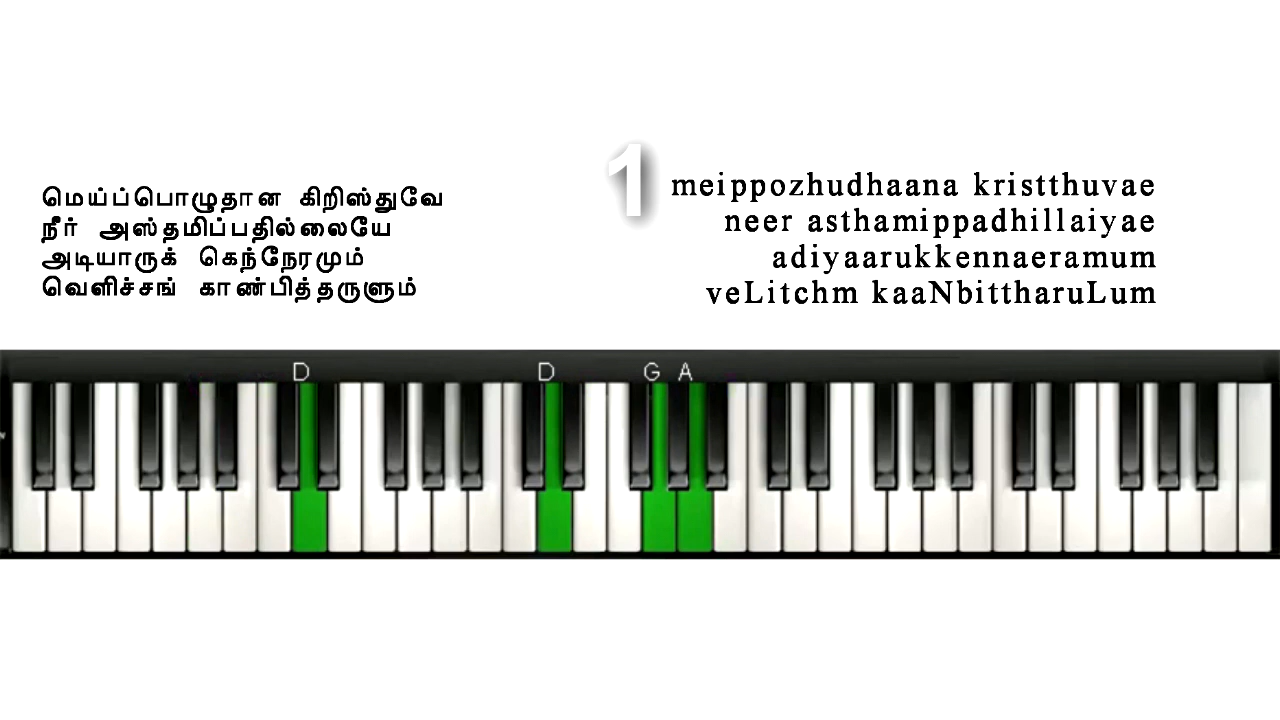 மெய்ப்பொழுதான கிறிஸ்துவே
நீர் அஸ்தமிப்பதில்லையே
அடியாருக் கெந்நேரமும்
வெளிச்சங் காண்பித்தருளும்
1
meippozhudhaana kristthuvae
neer asthamippadhillaiyae
adiyaarukkennaeramum
veLitchm kaaNbittharuLum
D D G A